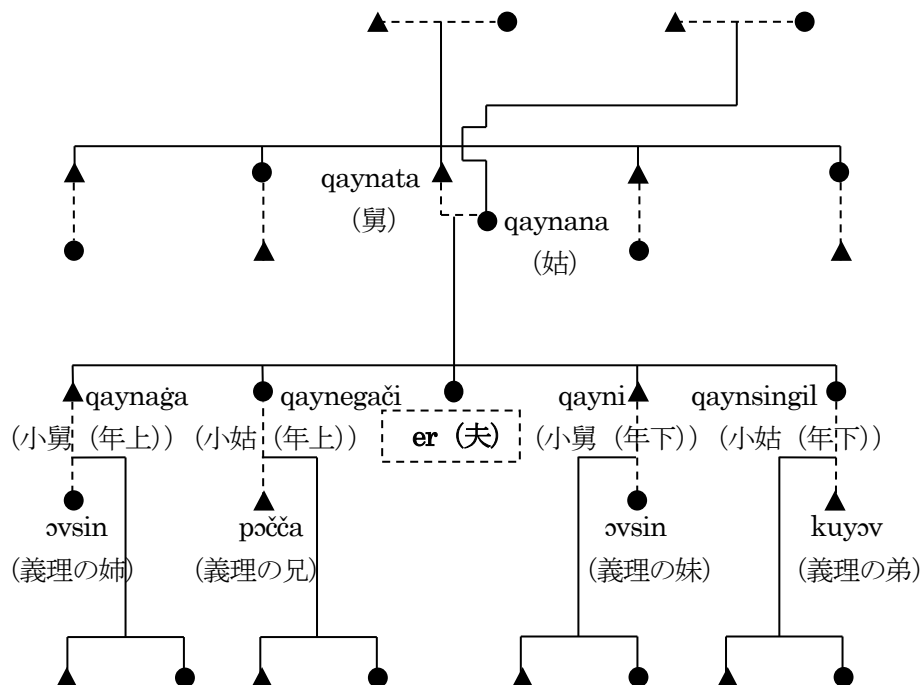 qaynata
（舅）
qaynana
（姑）
qaynaġa
（小舅（年上））
qaynegači
（小姑（年上））
er（夫）
qayni
（小舅（年下））
qaynsingil
（小姑（年下））
ɔvsin
（義理の姉）
pɔčča
（義理の兄）
ɔvsin
（義理の妹）
kuyɔv
（義理の弟）